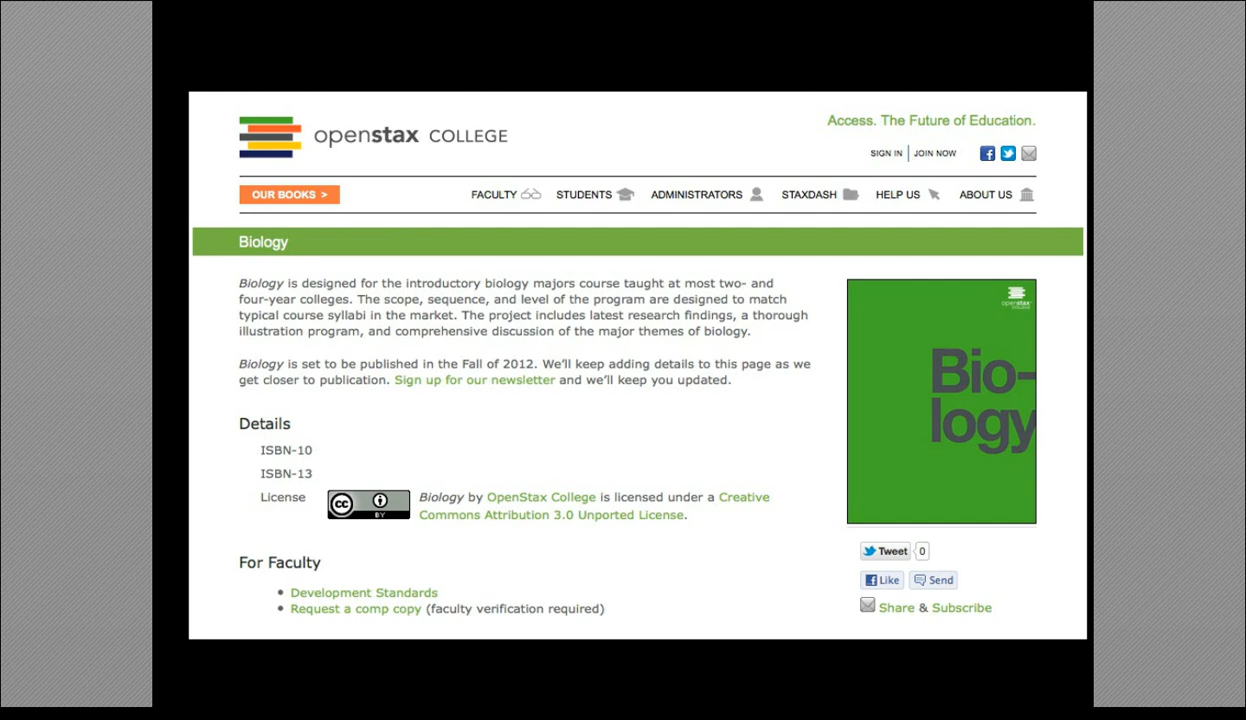 openstax COLLEGE
Access. The Future of Education.
SIGN IN JOIN NOW
OUR BOOKS >
FACULTY STUDENTS ADMINISTRATORS STAXDASH HELP US ABOUT US
Biology
Biology is designed for the introductory biology majors course taught at most two- and
four-year colleges. The scope, sequence, and level of the program are designed to match
typical course syllabi in the market. The project includes latest research findings, a thorough
illustration program, and comprehensive discussion of the major themes of biology.
Biology is set to be published in the Fall of 2012. We'll keep adding details to this page as we
get closer to publication. Sign up for our newsletter and we'll keep you updated.
Details
ISBN-10
ISBN-13
License
cc
BY
Biology by OpenStax College is licensed under a Creative
Commons Attribution 3.0 Unported License.
For Faculty
Development Standards
Request a comp copy (faculty verification required)
openstax
COLLEGE
Bio-
logy
Tweet 0
Like Send
Share & Subscribe